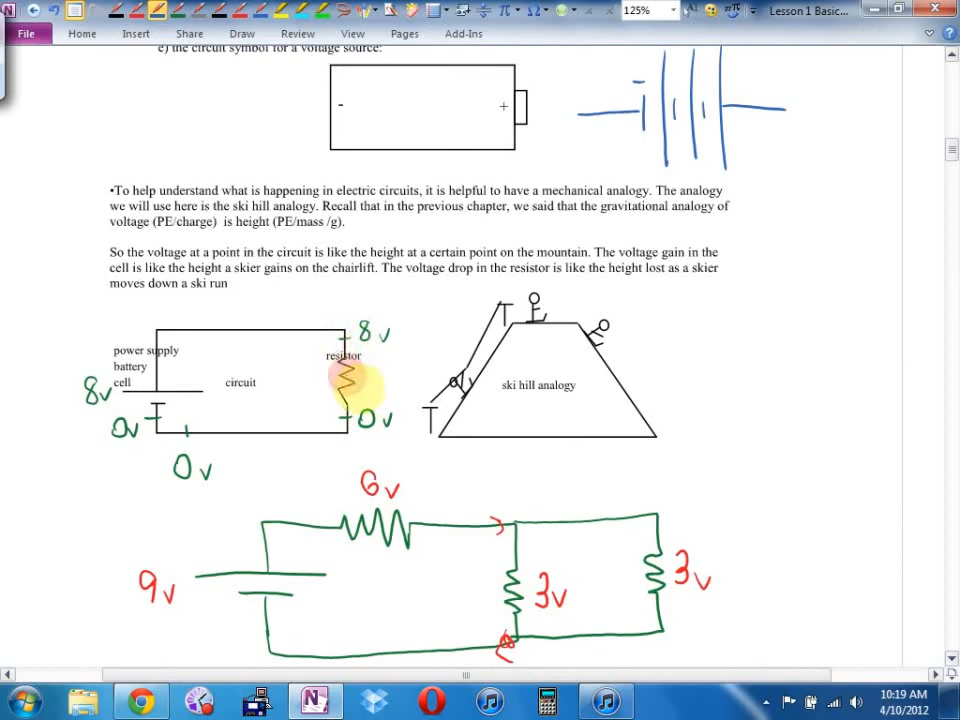 125%
Lesson 1 Basic...
File Home Insert Share Draw Review View Pages Add-Ins
e) the circuit symbol for a voltage source:
- +
•To help understand what is happening in electric circuits, it is helpful to have a mechanical analogy. The analogy
we will use here is the ski hill analogy. Recall that in the previous chapter, we said that the gravitational analogy of
voltage (PE/charge) is height (PE/mass /g).
So the voltage at a point in the circuit is like the height at a certain point on the mountain. The voltage gain in the
cell is like the height a skier gains on the chairlift. The voltage drop in the resistor is like the height lost as a skier
moves down a ski run
8v
power supply
battery
cell
circuit
resistor
ski hill analogy
8v
0v
0v
0v
6v
9v
3v
3v
10:19 AM
4/10/2012